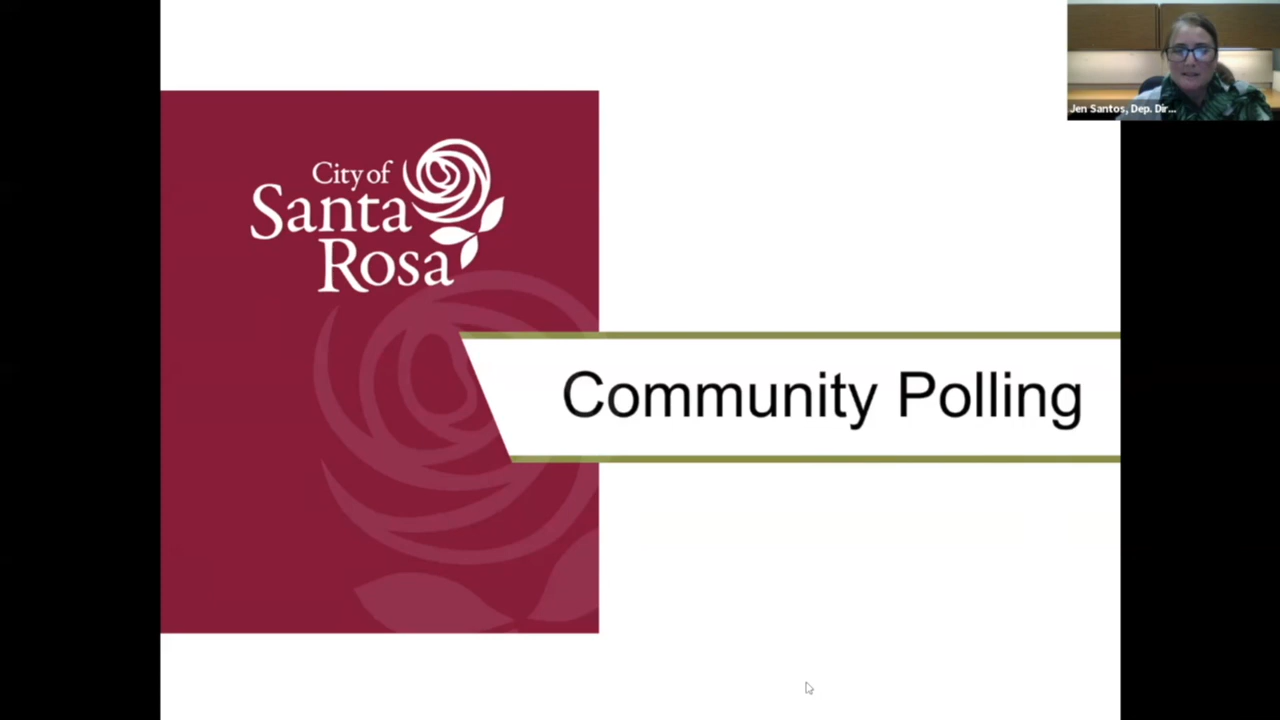 City of
Santa
Rosa
Community Polling
Jen Santos, Dep. Dir...